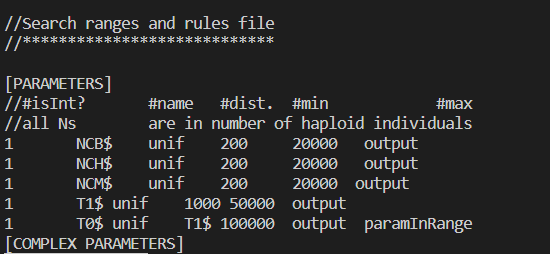 //Search ranges and rules file
//****************************
[PARAMETERS]
//#isInt? #name #dist. #min #max
//all Ns are in number of haploid individuals
1 NCB$ unif 200 20000 output
1 NCH$ unif 200 20000 output
1 NCM$ unif 200 20000 output
1 T1$ unif 1000 50000 output
1 T0$ unif T1$ 100000 output paramInRange
[COMPLEX PARAMETERS]